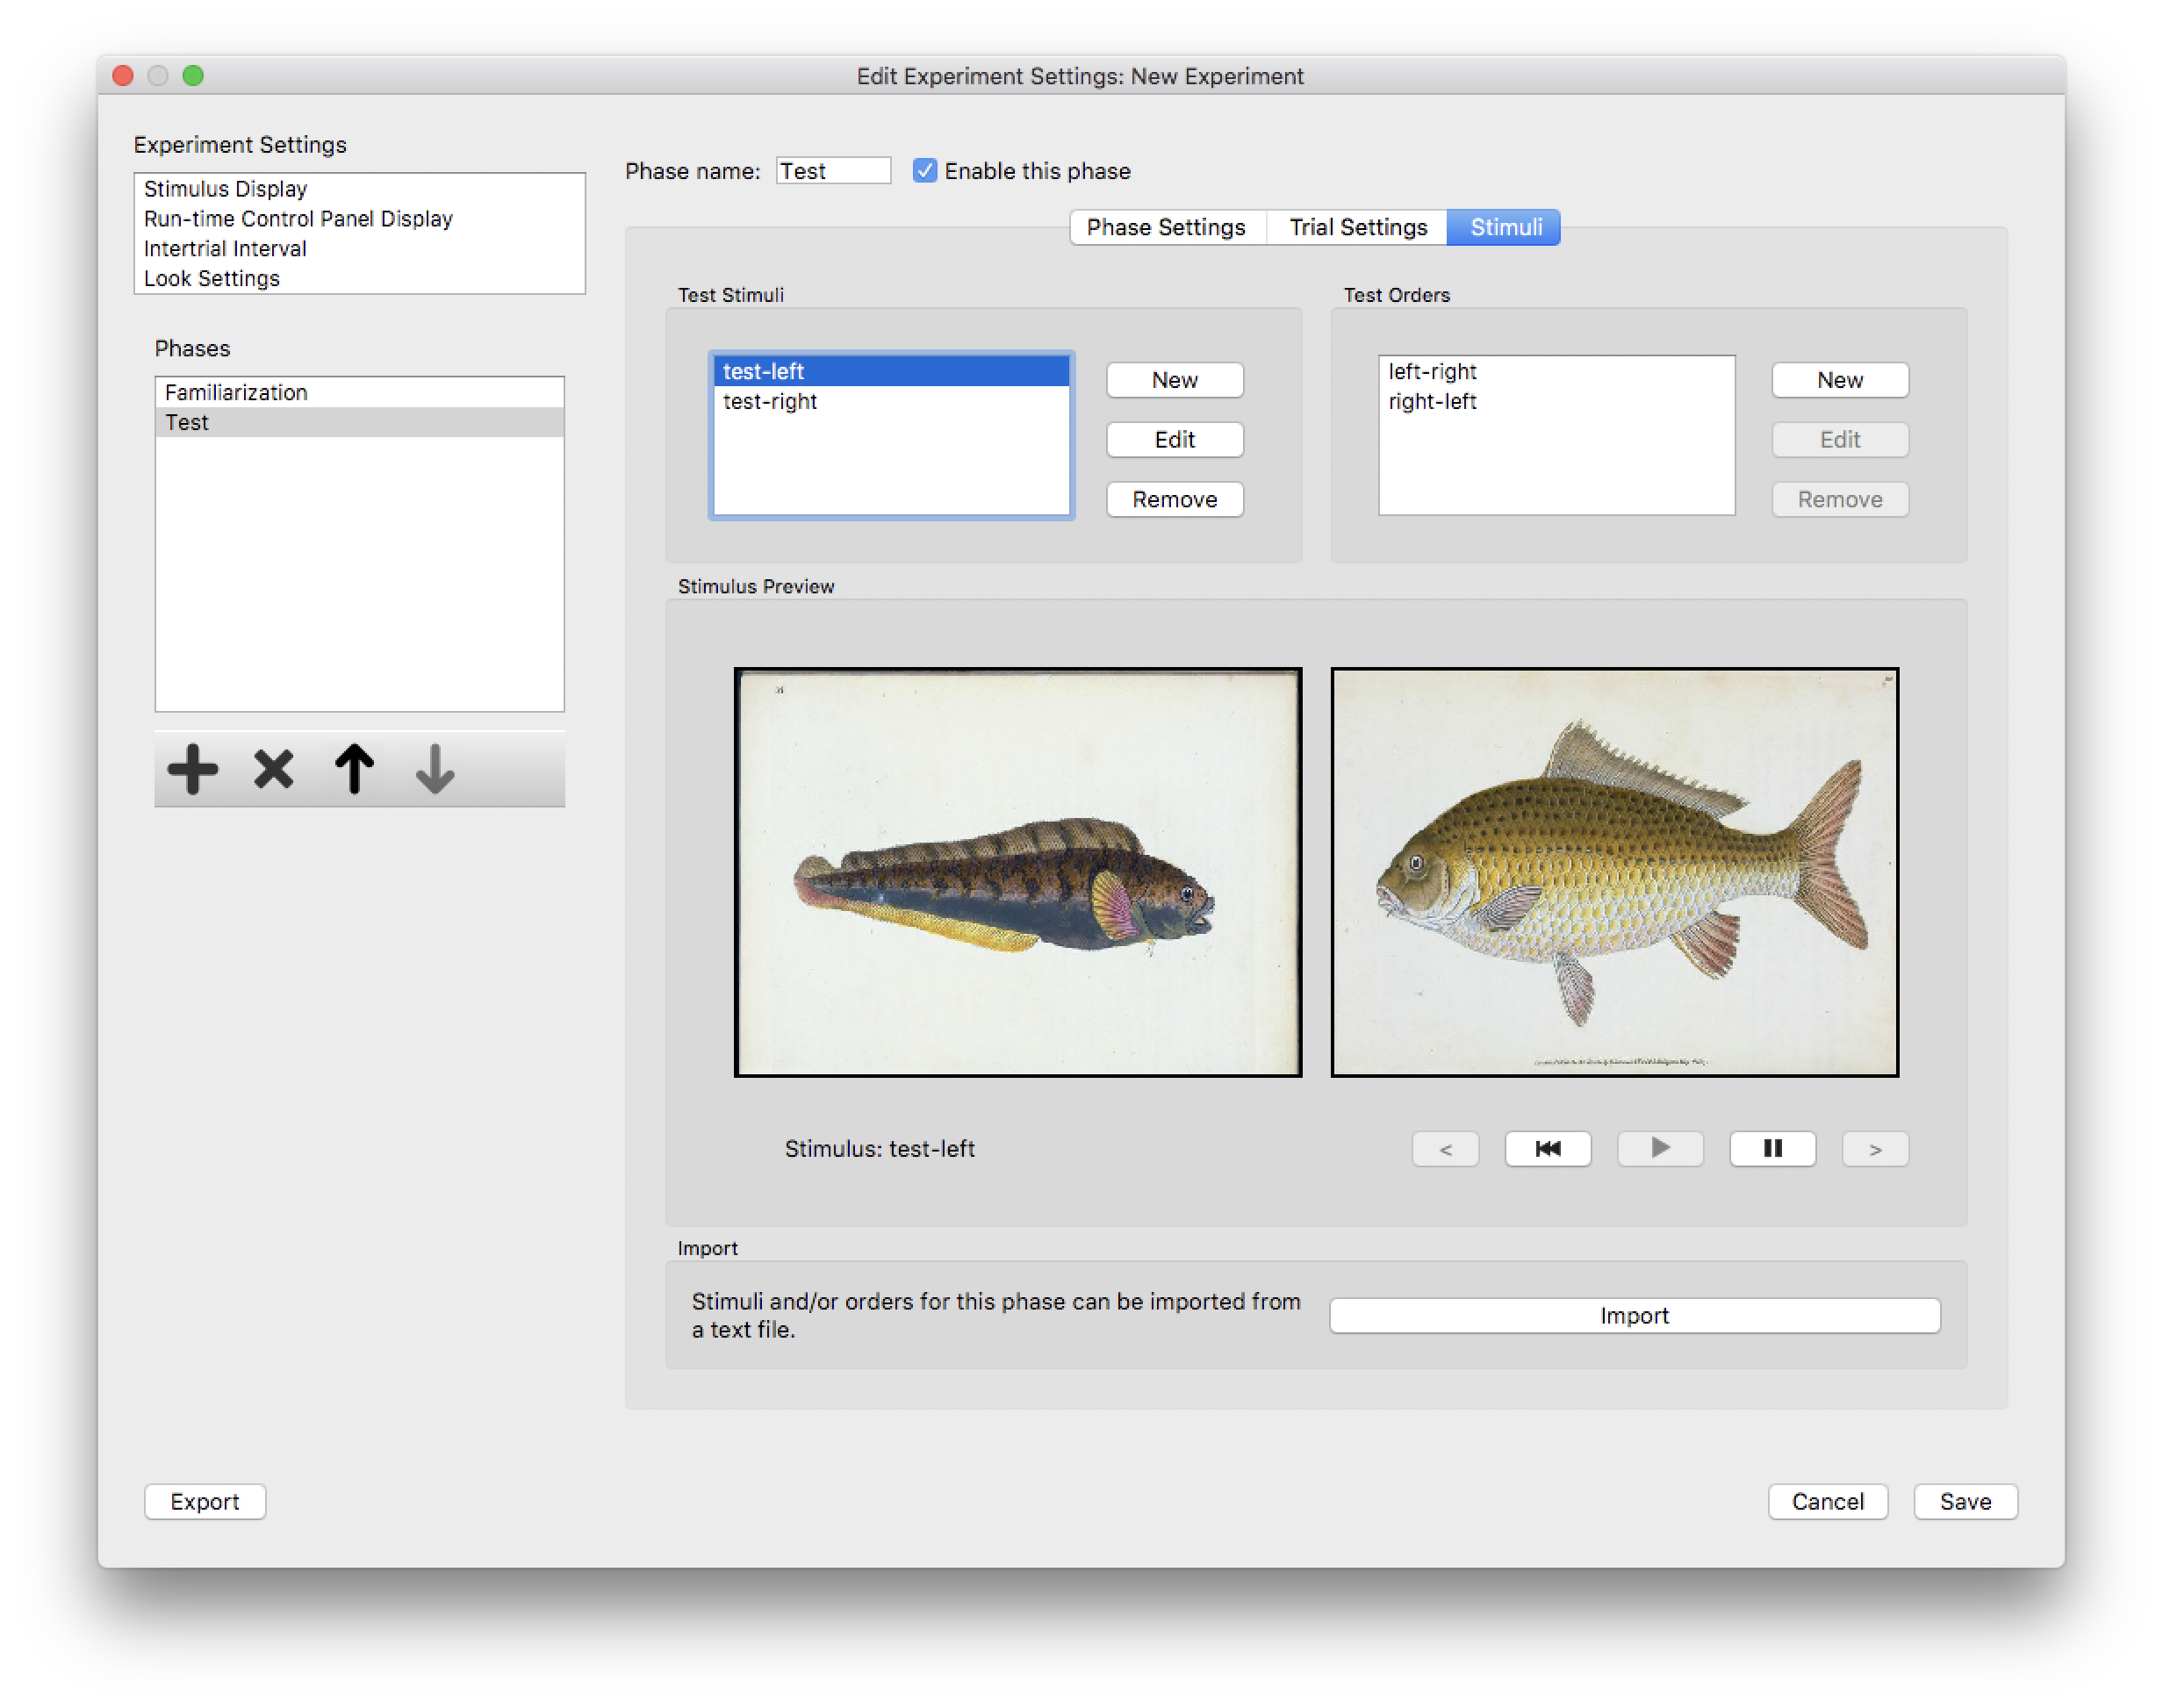 Edit Experiment Settings: New Experiment
Experiment Settings
Stimulus Display
Run-time Control Panel Display
Intertrial Interval
Look Settings
Phases
Familiarization
Test
Phase name: Test Enable this phase
Phase Settings Trial Settings Stimuli
Test Stimuli
test-left
test-right
New
Edit
Remove
Test Orders
left-right
right-left
New
Edit
Remove
Stimulus Preview
Stimulus: test-left
< >
Import
Stimuli and/or orders for this phase can be imported from
a text file.
Import
Export
Cancel Save